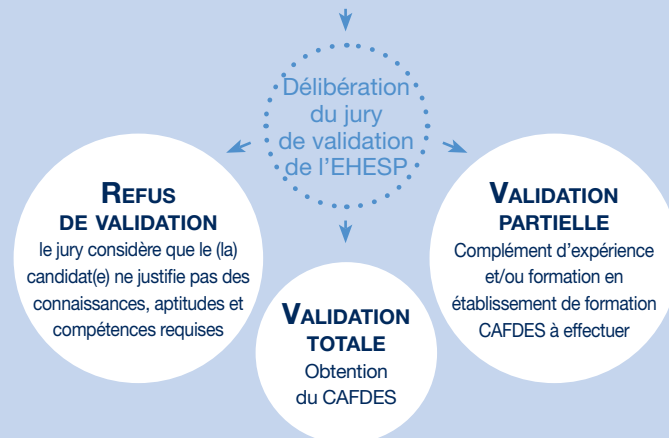 Délibération
du jury
de validation
de l'EHESP
REFUS
DE VALIDATION
le jury considère que le (la)
candidat(e) ne justifie pas des
connaissances, aptitudes et
compétences requises
VALIDATION
TOTALE
Obtention
du CAFDES
VALIDATION
PARTIELLE
Complément d'expérience
et/ou formation en
établissement de formation
CAFDES à effectuer